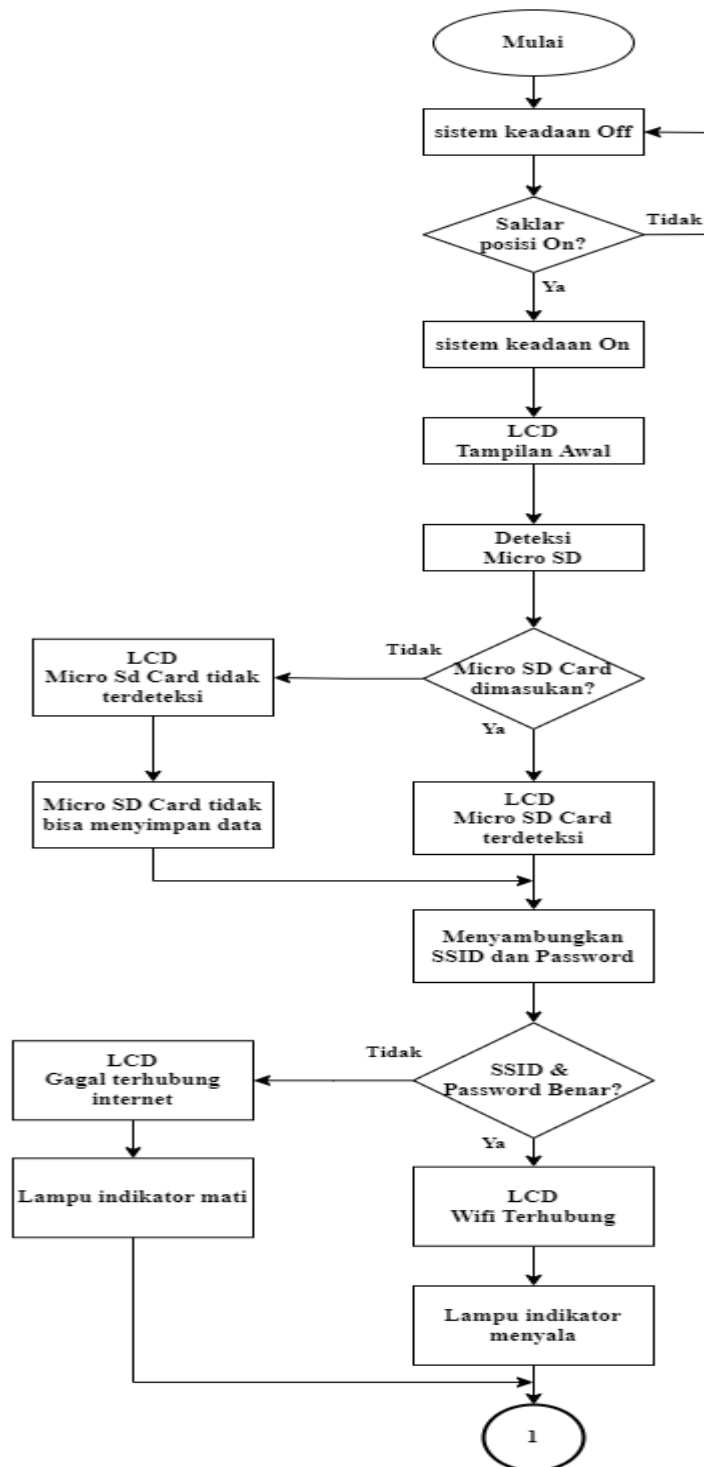 Mulai
sistem keadaan Off
Saklar
posisi On?
Tidak
Ya
sistem keadaan On
LCD
Tampilan Awal
Deteksi
Micro SD
Micro SD Card
dimasukan?
Tidak
LCD
Micro Sd Card tidak
terdeteksi
Micro SD Card tidak
bisa menyimpan data
Ya
LCD
Micro SD Card
terdeteksi
Menyambungkan
SSID dan Password
SSID &
Password Benar?
Tidak
LCD
Gagal terhubung
internet
Lampu indikator mati
Ya
LCD
Wifi Terhubung
Lampu indikator
menyala
1